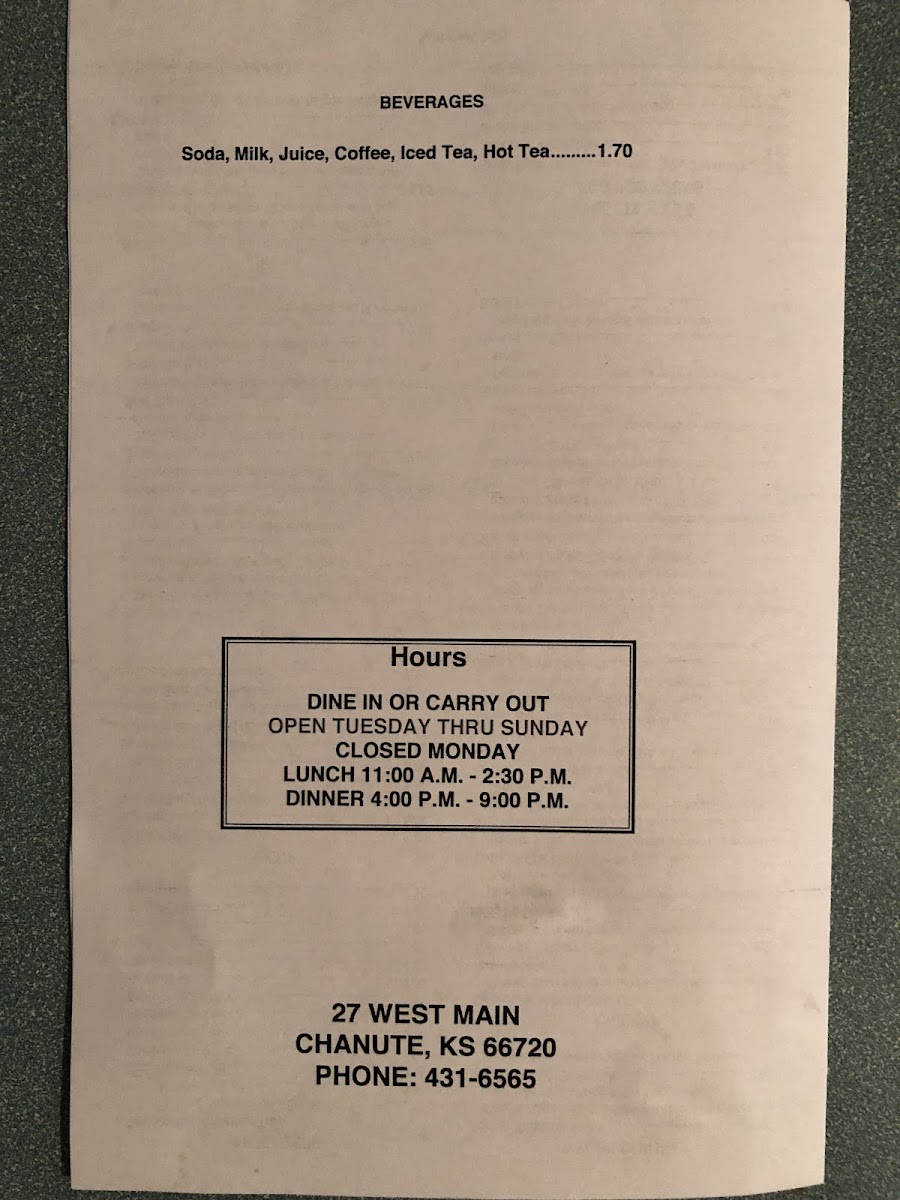 BEVERAGES
Soda, Milk, Juice, Coffee, Iced Tea, Hot Tea.........1.70
Hours
DINE IN OR CARRY OUT
OPEN TUESDAY THRU SUNDAY
CLOSED MONDAY
LUNCH 11:00 A.M. - 2:30 P.M.
DINNER 4:00 P.M. - 9:00 P.M.
27 WEST MAIN
CHANUTE, KS 66720
PHONE: 431-6565